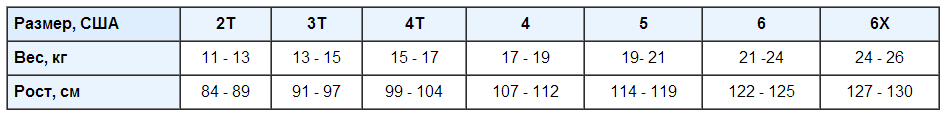 Размер, США 2T 3T 4T 4 5 6 6X
Вес, кг 11 - 13 13 - 15 15 - 17 17 - 19 19- 21 21 -24 24 - 26
Рост, см 84 - 89 91 - 97 99 - 104 107 - 112 114 - 119 122 - 125 127 - 130